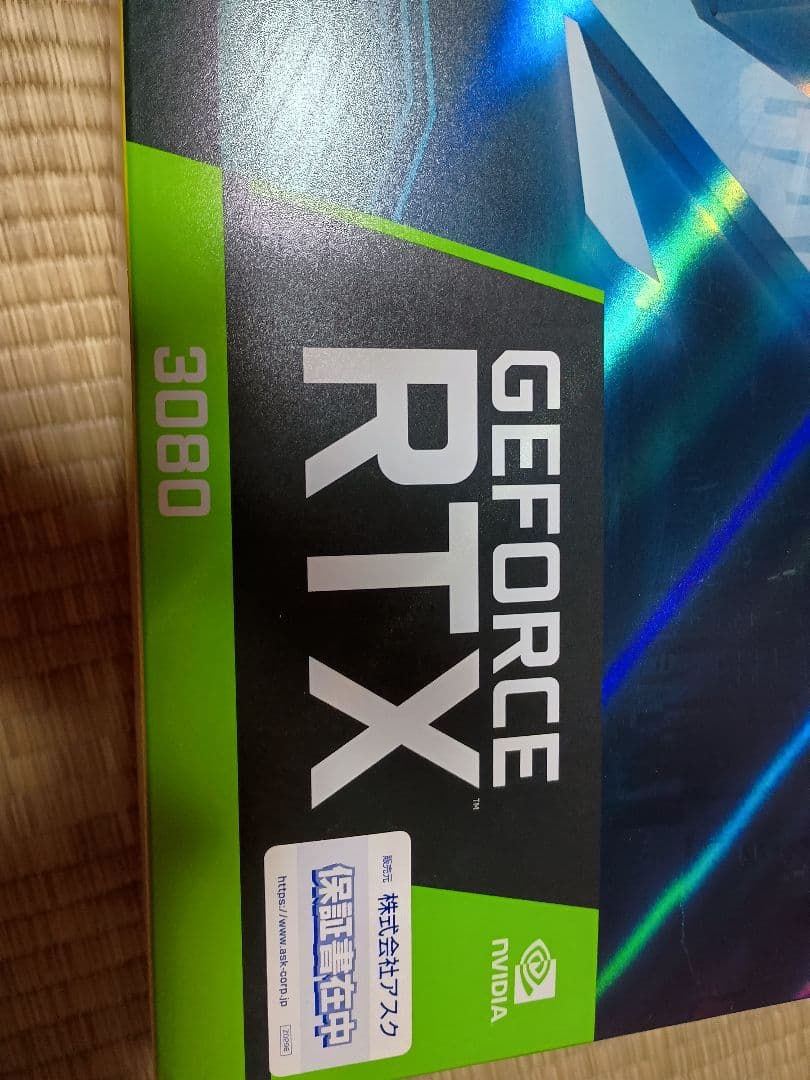 GEFORCE
RTX™
3080
販売元 株式会社アスク
保証書在中
https://www.ask-corp.jp
NVIDIA